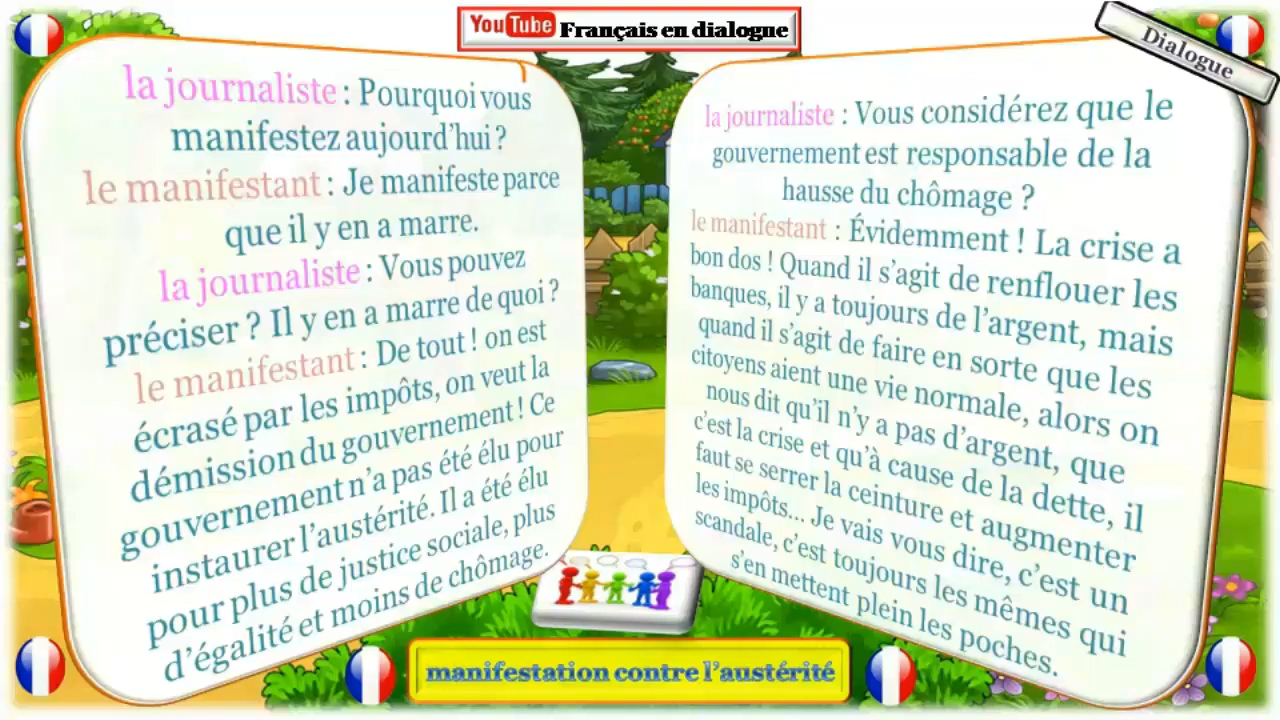 YouTube Français en dialogue
Dialogue
la journaliste : Pourquoi vous
manifestez aujourd'hui ?
le manifestant : Je manifeste parce
que il y en a marre.
la journaliste : Vous pouvez
préciser ? Il y en a marre de quoi ?
le manifestant : De tout ! on est
écrasé par les impôts, on veut la
démission du gouvernement ! Ce
gouvernement n'a pas été élu pour
instaurer l'austérité. Il a été élu
pour plus de justice sociale, plus
d'égalité et moins de chômage.
la journaliste : Vous considérez que le
gouvernement est responsable de la
hausse du chômage ?
le manifestant : Évidemment ! La crise a
bon dos ! Quand il s'agit de renflouer les
banques, il y a toujours de l'argent, mais
quand il s'agit de faire en sorte que les
citoyens aient une vie normale, alors on
nous dit qu'il n'y a pas d'argent, que
c'est la crise et qu'à cause de la dette, il
faut se serrer la ceinture et augmenter
les impôts... Je vais vous dire, c'est un
scandale, c'est toujours les mêmes qui
s'en mettent plein les poches.
manifestation contre l'austérité